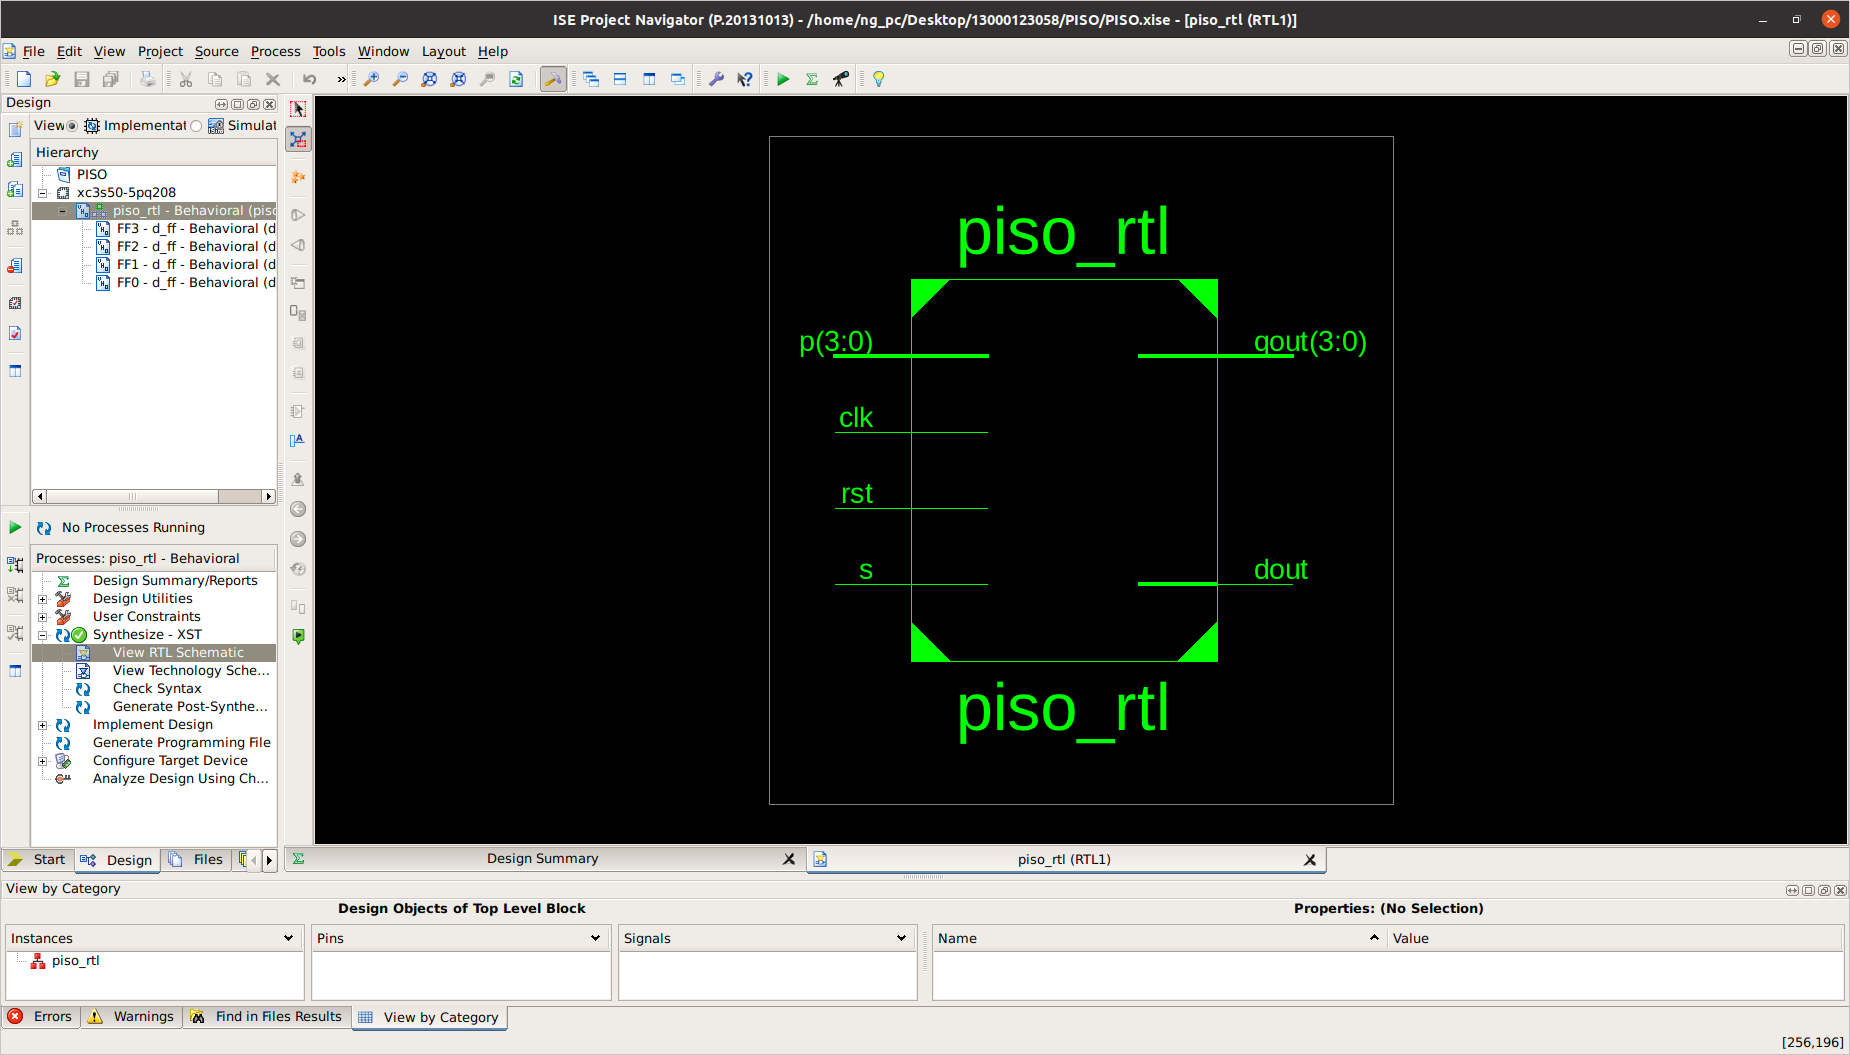 ISE Project Navigator (P.20131013) - /home/ng_pc/Desktop/13000123058/PISO/PISO.xise - [piso_rtl (RTL1)]
File Edit View Project Source Process Tools Window Layout Help
»
Design
View Implementat Simulat
Hierarchy
PISO
xc3s50-5pq208
piso_rtl - Behavioral (pisc
FF3 - d_ff - Behavioral (d
FF2 - d_ff - Behavioral (d
FF1 - d_ff - Behavioral (d
FF0 - d_ff - Behavioral (d
No Processes Running
Processes: piso_rtl - Behavioral
Design Summary/Reports
Design Utilities
User Constraints
Synthesize - XST
View RTL Schematic
View Technology Sche...
Check Syntax
Generate Post-Synthe...
Implement Design
Generate Programming File
Configure Target Device
Analyze Design Using Ch...
Start Design Files
piso_rtl
p(3:0)
clk
rst
s
qout(3:0)
dout
piso_rtl
Design Summary
piso_rtl (RTL1)
View by Category
Design Objects of Top Level Block
Properties: (No Selection)
Instances
Pins
Signals
Name
Value
piso_rtl
Errors Warnings Find in Files Results View by Category
[256,196]